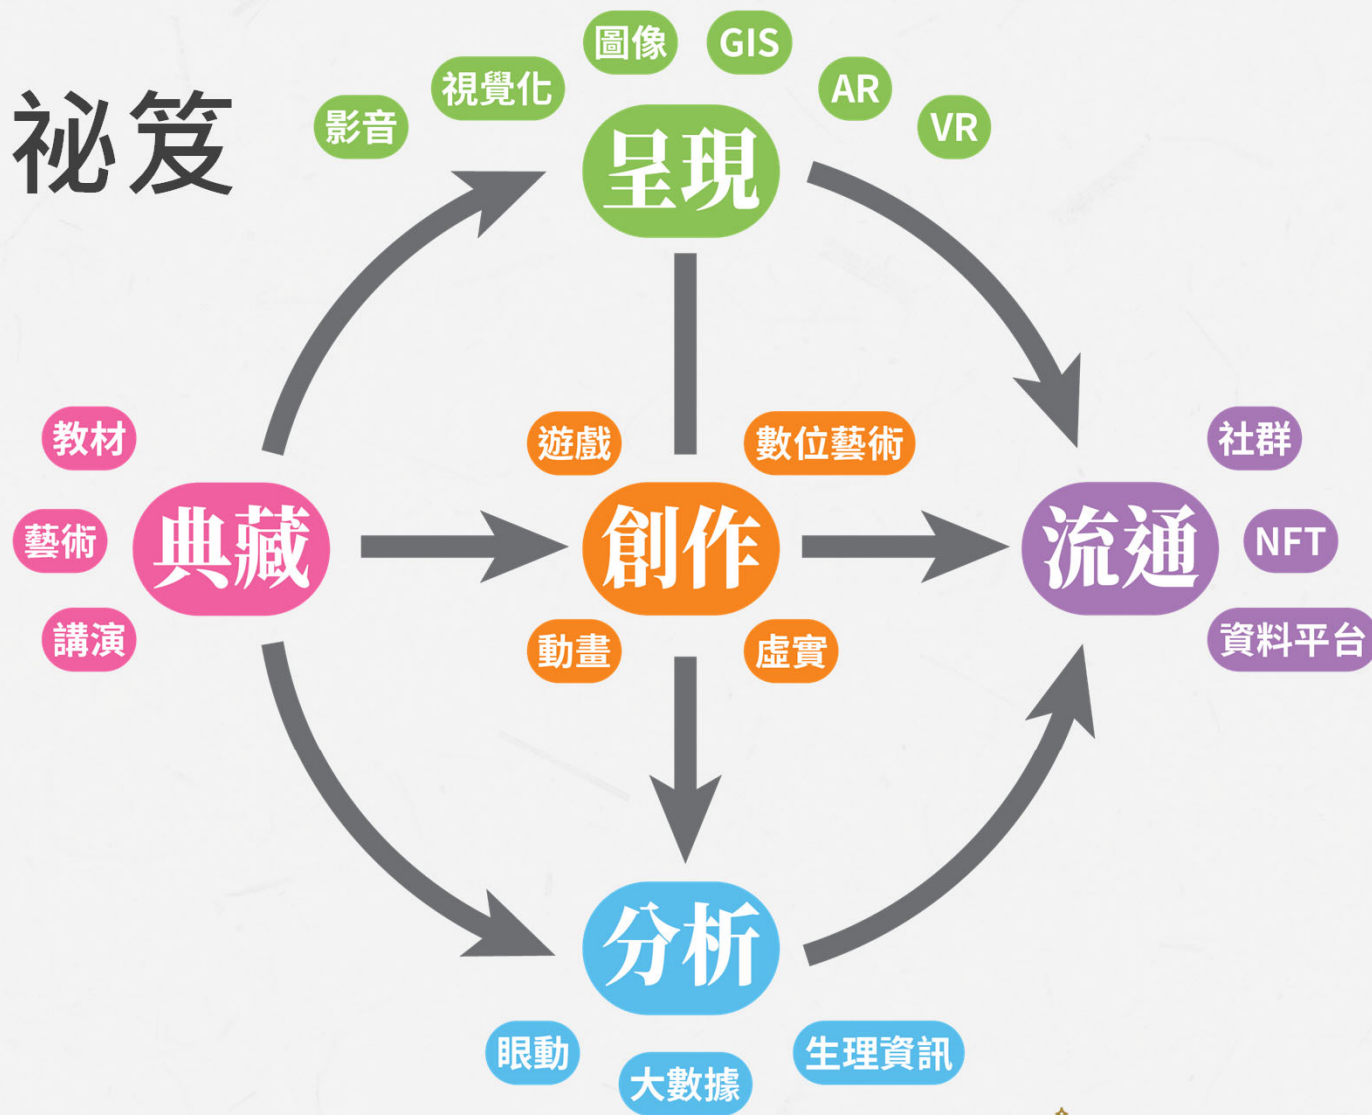 祕笈
影音
視覺化
圖像
GIS
AR
VR
呈現
教材
藝術
講演
典藏
遊戲
數位藝術
創作
動畫
虛實
社群
NFT
資料平台
流通
分析
眼動
大數據
生理資訊